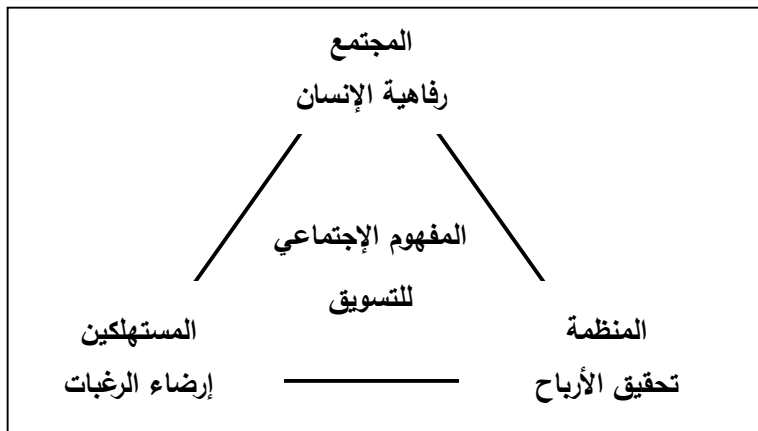 المجتمع
رفاهية الإنسان
المفهوم الإجتماعي
للتسويق
المنظمة
تحقيق الأرباح
المستهلكين
إرضاء الرغبات